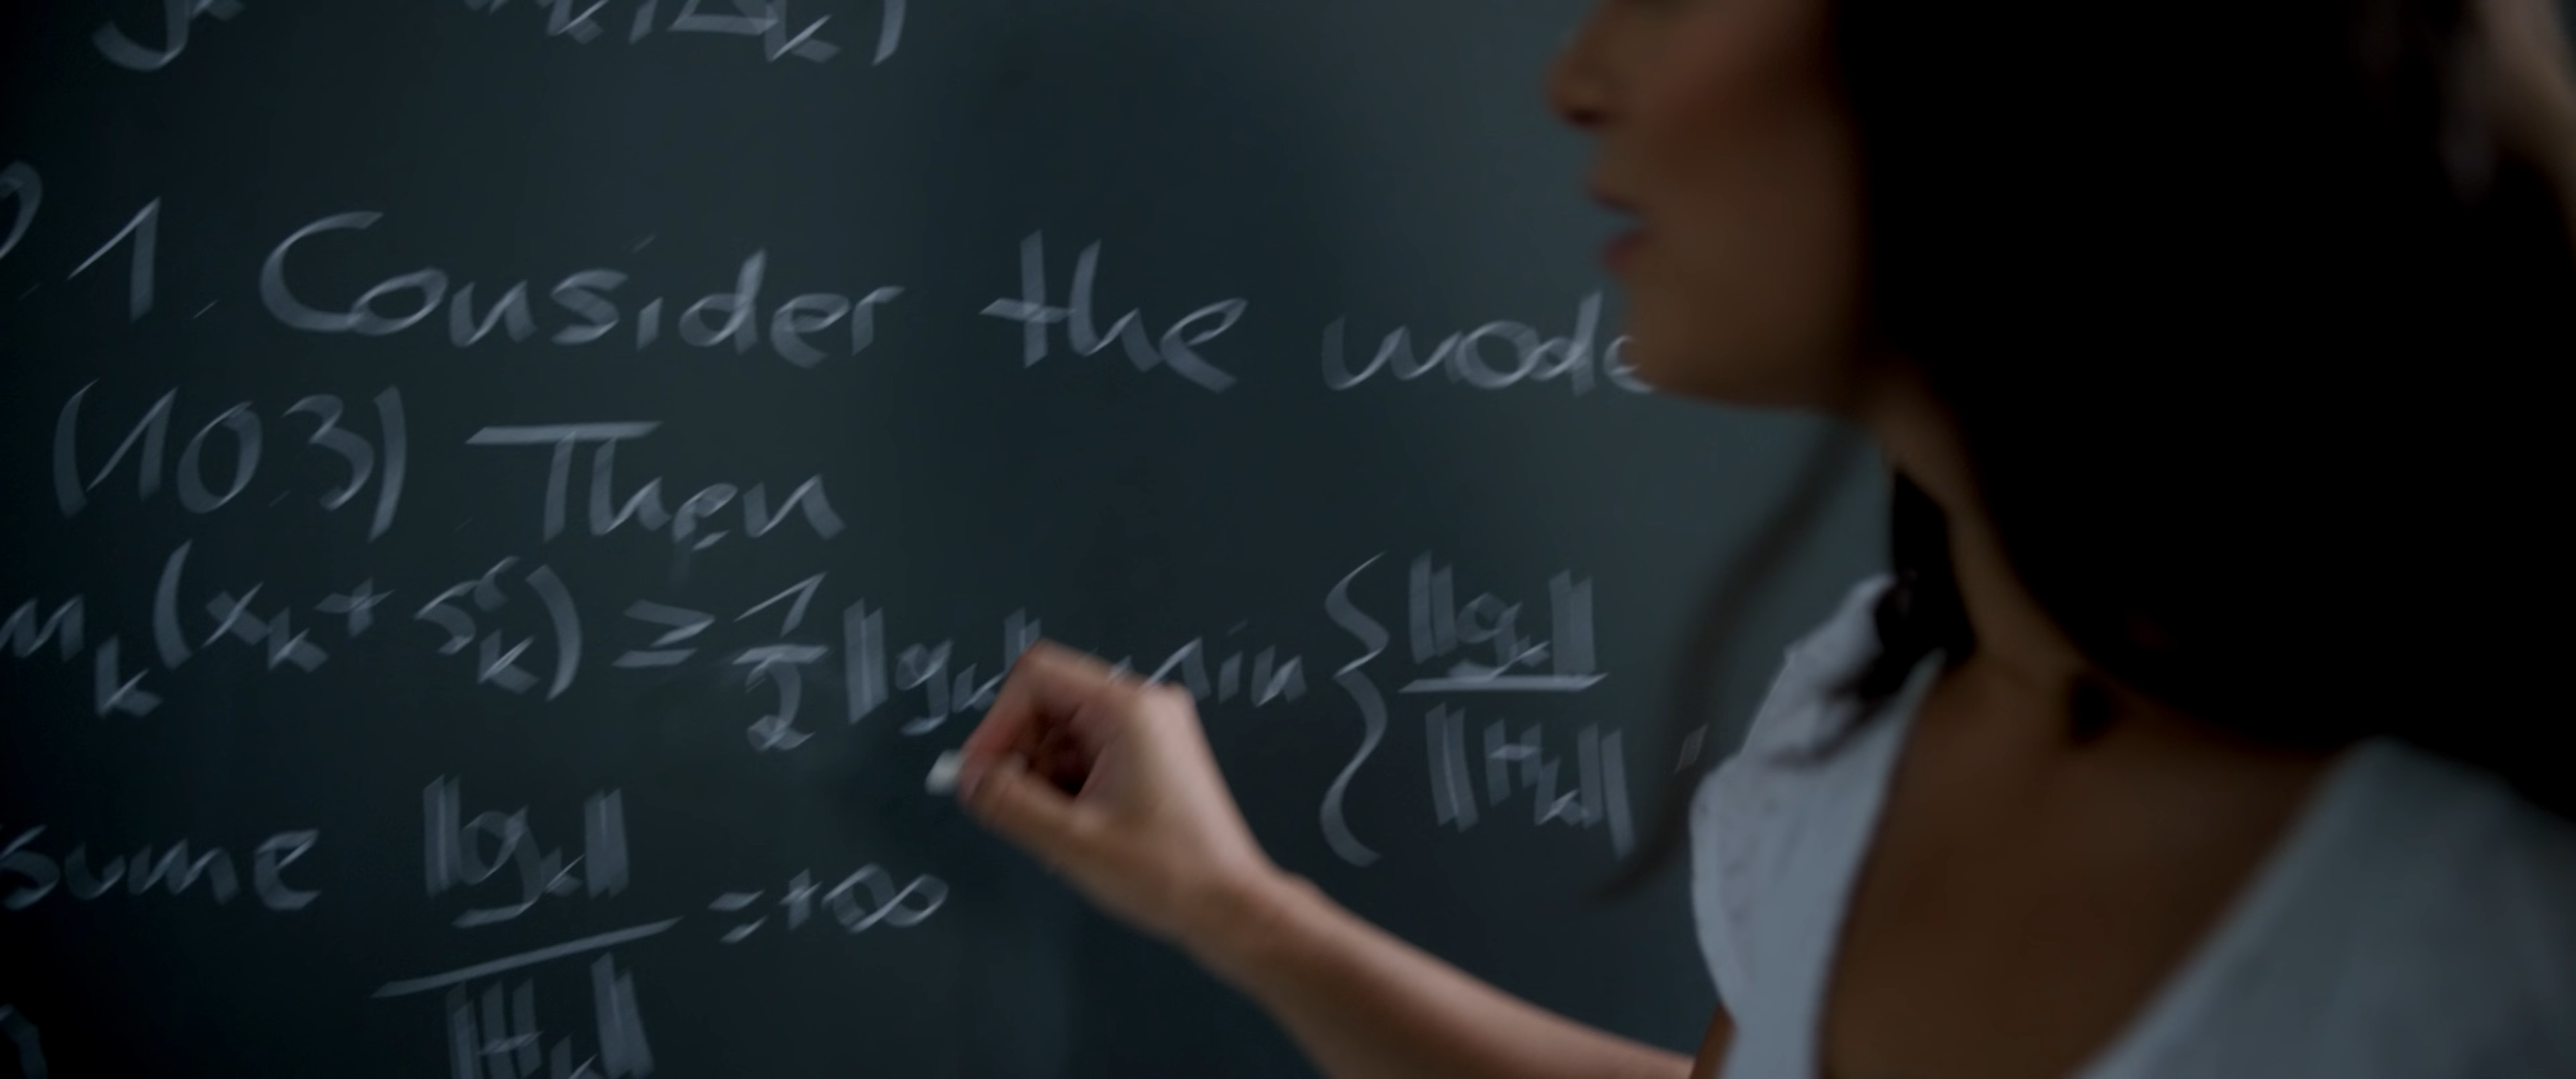 1. Consider the mode
(103) Then
m_k(x_k + s_k^c) ≥ 1/2 ||g_k|| min { ||g_k|| / ||H_k|| ,
sume ||g_k|| / ||H_k|| = +∞